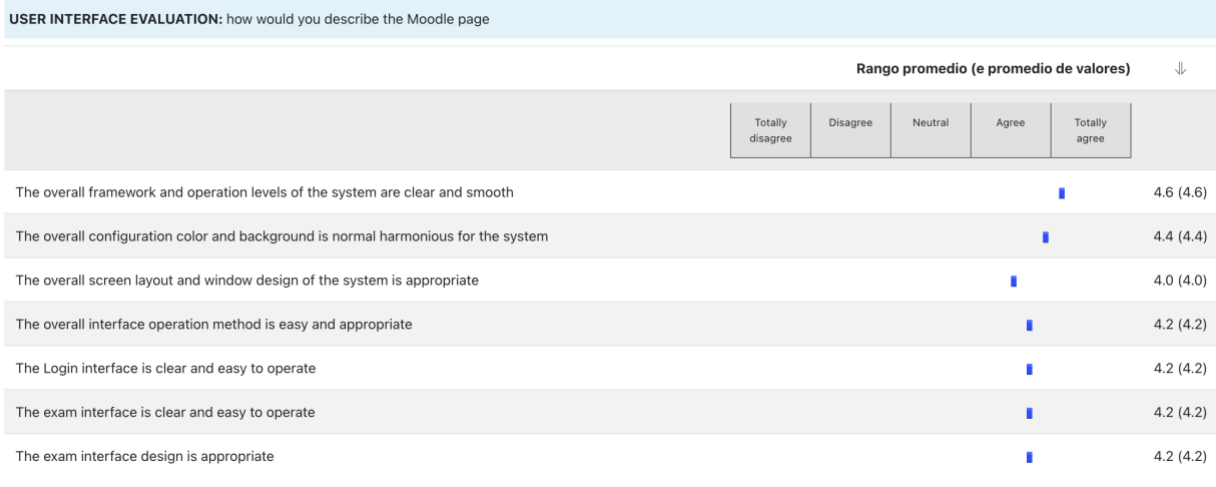 USER INTERFACE EVALUATION: how would you describe the Moodle page
Rango promedio (e promedio de valores)
Totally disagree
Disagree
Neutral
Agree
Totally agree
The overall framework and operation levels of the system are clear and smooth 4.6 (4.6)
The overall configuration color and background is normal harmonious for the system 4.4 (4.4)
The overall screen layout and window design of the system is appropriate 4.0 (4.0)
The overall interface operation method is easy and appropriate 4.2 (4.2)
The Login interface is clear and easy to operate 4.2 (4.2)
The exam interface is clear and easy to operate 4.2 (4.2)
The exam interface design is appropriate 4.2 (4.2)